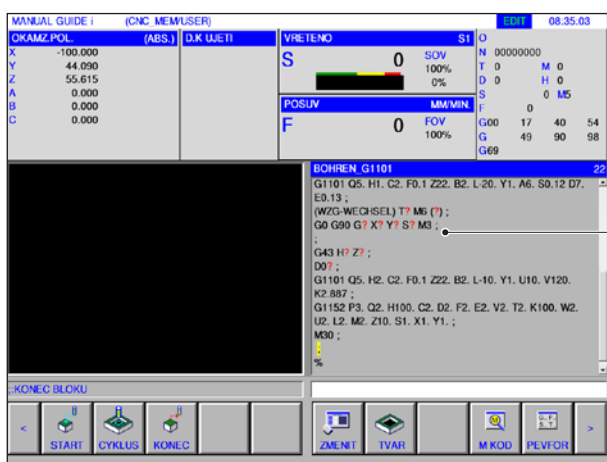 MANUAL GUIDE i (CNC_MEM/USER) EDIT 08:35.03
OKAMZ.POL. (ABS.) D.K UJETI VRETENO S1 O
X -100.000
Y 44.090
Z 55.615
A 0.000
B 0.000
C 0.000
S 0 SOV
100%
0%
POSUV MM/MIN.
F 0 FOV
100%
N 00000000
T 0 M 0
D 0 H 0
S 0 M5
F 0
G00 17 40 54
G 49 90 98
G69
BOHREN_G1101 22
G1101 Q5. H1. C2. F0.1 Z22. B2. L-20. Y1. A6. S0.12 D7.
E0.13 ;
(WZG-WECHSEL) T? M6 (?) ;
G0 G90 G? X? Y? S? M3 ;
;
G43 H? Z? ;
D0? ;
G1101 Q5. H2. C2. F0.1 Z22. B2. L-10. Y1. U10. V120.
K2.887 ;
G1152 P3. Q2. H100. C2. D2. F2. E2. V2. T2. K100. W2.
U2. L2. M2. Z10. S1. X1. Y1. ;
M30 ;
;
%
;:KONEC BLOKU
< START CYKLUS KONEC ZMENIT TVAR M KOD PEVFOR >